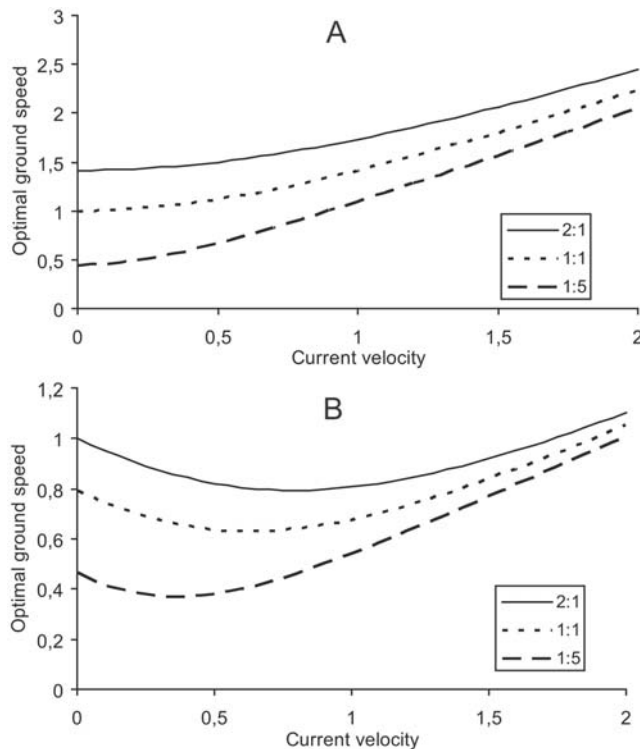 A
Optimal ground speed
3
2,5
2
1,5
1
0,5
0
0 0,5 1 1,5 2
Current velocity
2:1
1:1
1:5
B
Optimal ground speed
1,2
1
0,8
0,6
0,4
0,2
0
0 0,5 1 1,5 2
Current velocity
2:1
1:1
1:5